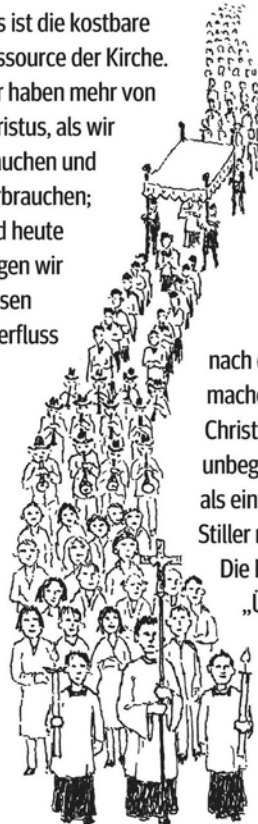 s ist die kostbare
ssource der Kirche.
r haben mehr von
ristus, als wir
auchen und
rbrauchen;
d heute
gen wir
sen
erfluss
nach
mache
Christ
unbeg
als ein
Stiller
Die
„Ü